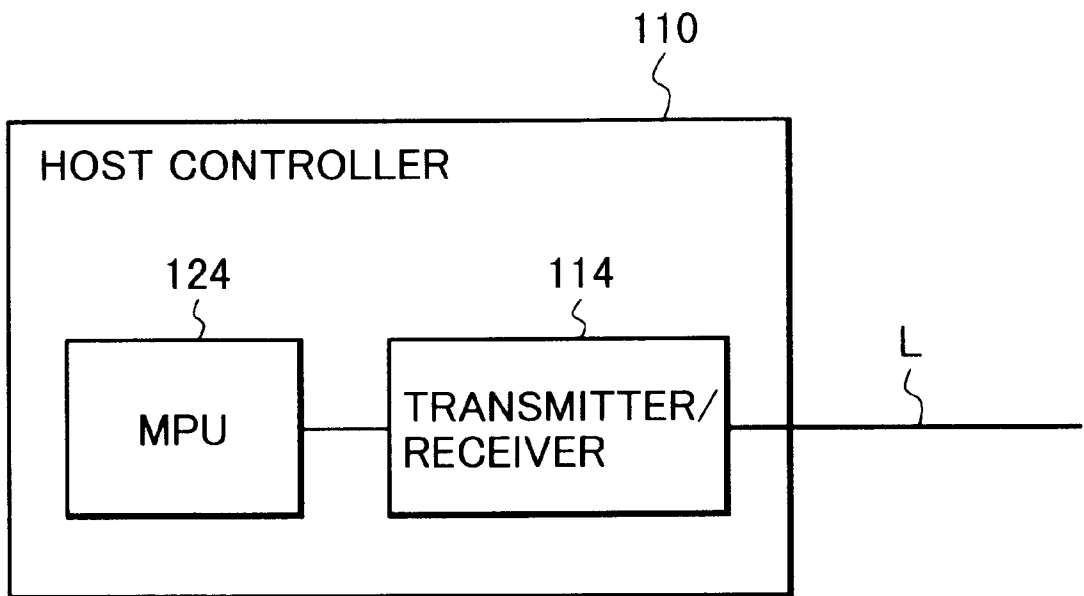 110
HOST CONTROLLER
124
114
L
MPU
TRANSMITTER/
RECEIVER